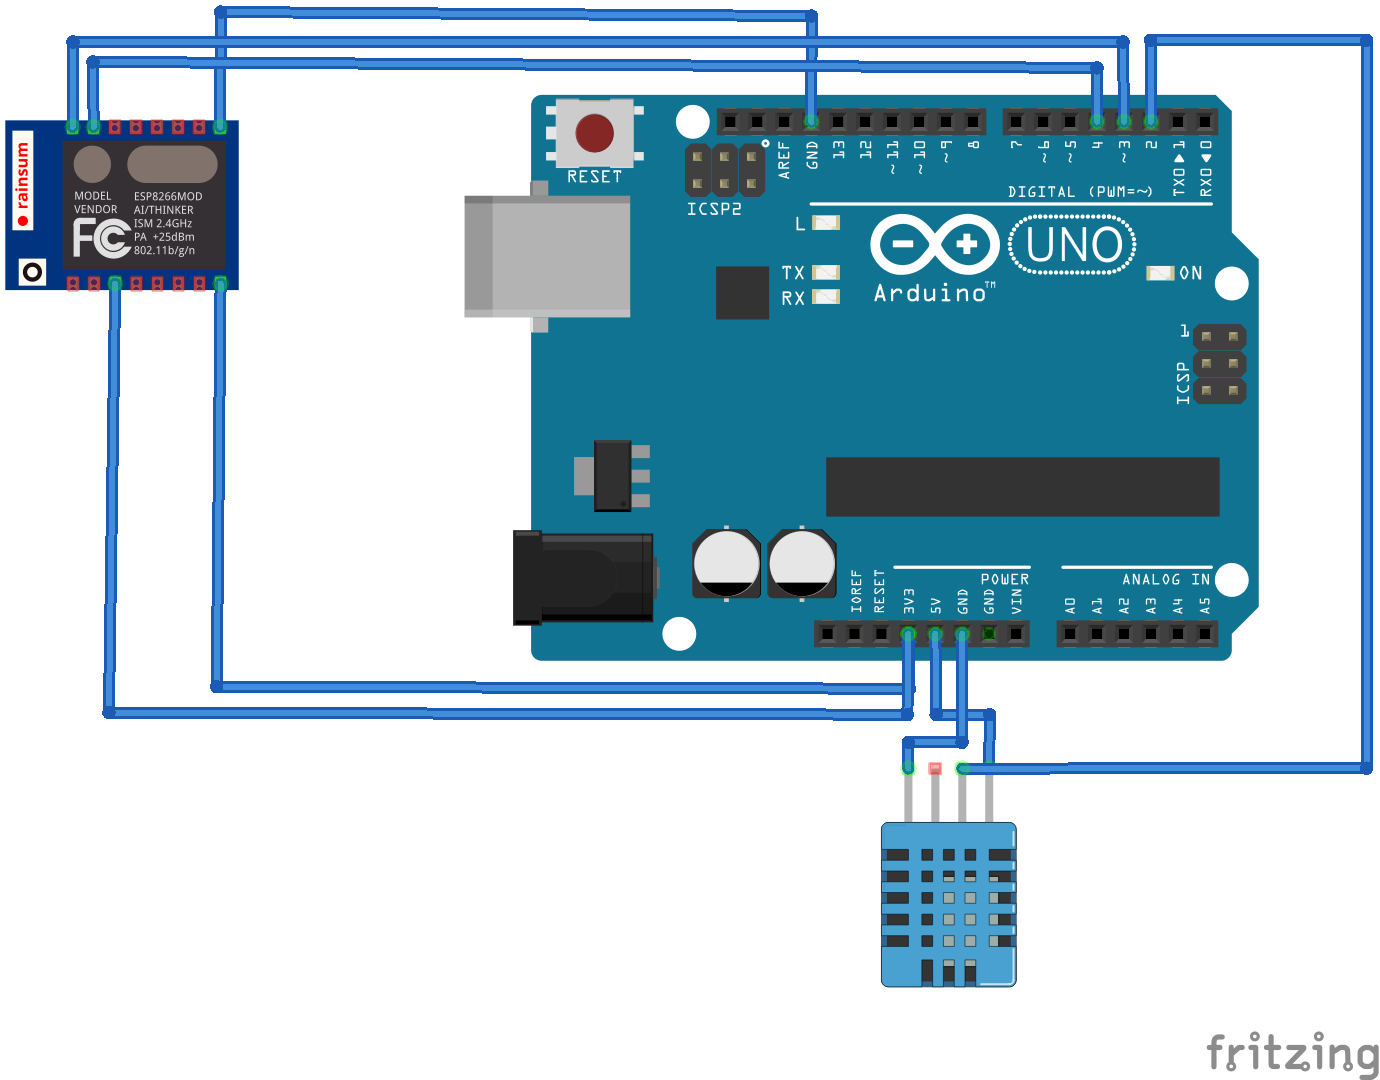 rainsum
MODEL
VENDOR
ESP8266MOD
AI/THINKER
ISM 2.4GHz
PA +25dBm
802.11b/g/n
FC
RESET
ICSP2
AREF
GND
13
12
~11
~10
~9
8
7
~6
~5
4
~3
2
TX0 1
RX0 0
DIGITAL (PWM=~)
L
TX
RX
UNO
Arduino™
ON
1
ICSP
IOREF
RESET
3V3
5V
GND
GND
VIN
POWER
ANALOG IN
A0
A1
A2
A3
A4
A5
fritzing